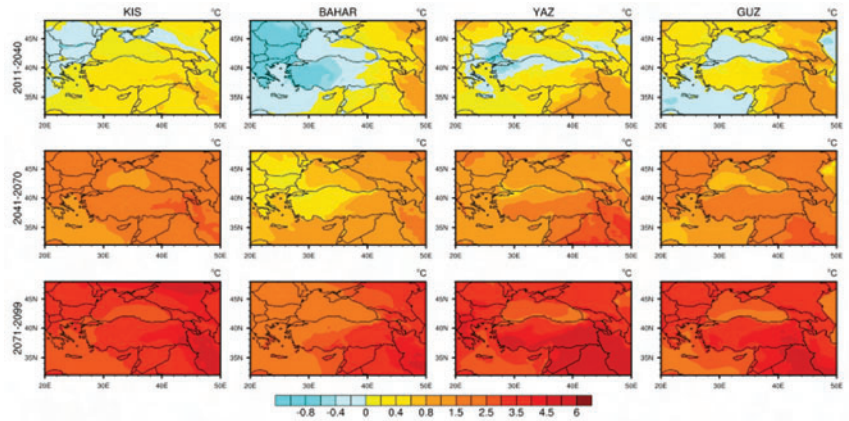 KIS BAHAR YAZ GUZ
°C °C °C °C
2011-2040
45N 45N 45N 45N
40N 40N 40N 40N
35N 35N 35N 35N
20E 30E 40E 50E 20E 30E 40E 50E 20E 30E 40E 50E 20E 30E 40E 50E
°C °C °C °C
2041-2070
45N 45N 45N 45N
40N 40N 40N 40N
35N 35N 35N 35N
20E 30E 40E 50E 20E 30E 40E 50E 20E 30E 40E 50E 20E 30E 40E 50E
°C °C °C °C
2071-2099
45N 45N 45N 45N
40N 40N 40N 40N
35N 35N 35N 35N
20E 30E 40E 50E 20E 30E 40E 50E 20E 30E 40E 50E 20E 30E 40E 50E
-0.8 -0.4 0 0.4 0.8 1.5 2.5 3.5 4.5 6